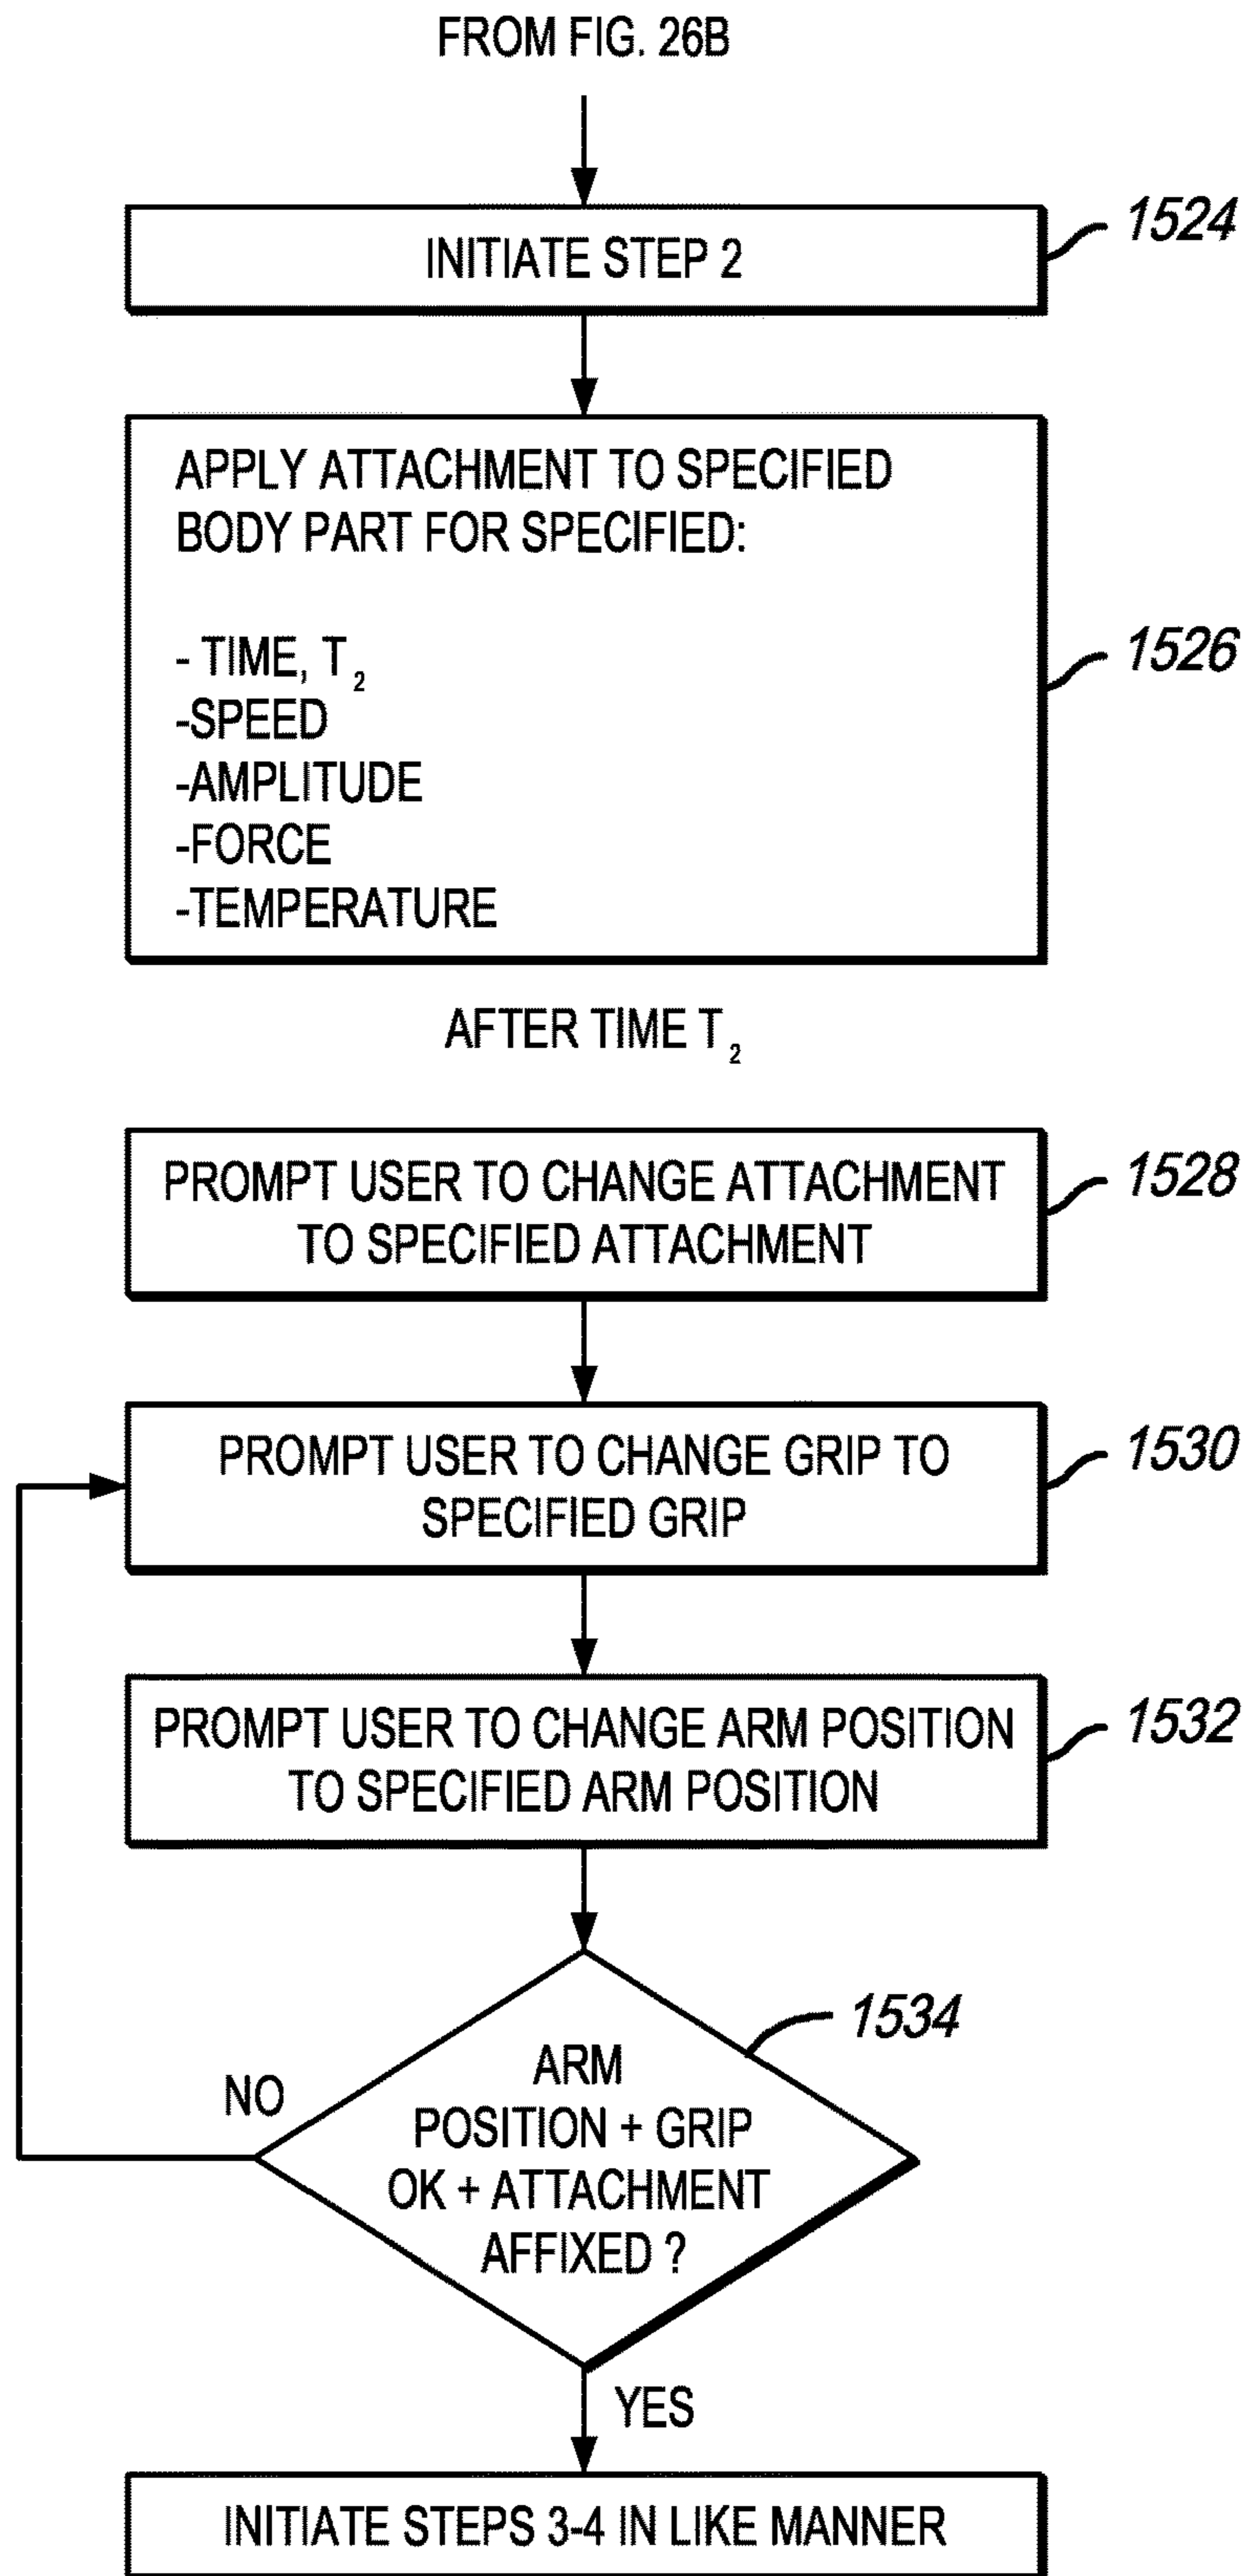 FROM FIG. 26B
INITIATE STEP 2
1524
APPLY ATTACHMENT TO SPECIFIED
BODY PART FOR SPECIFIED:
- TIME, T₂
-SPEED
-AMPLITUDE
-FORCE
-TEMPERATURE
1526
AFTER TIME T₂
PROMPT USER TO CHANGE ATTACHMENT
TO SPECIFIED ATTACHMENT
1528
PROMPT USER TO CHANGE GRIP TO
SPECIFIED GRIP
1530
PROMPT USER TO CHANGE ARM POSITION
TO SPECIFIED ARM POSITION
1532
1534
ARM
POSITION + GRIP
OK + ATTACHMENT
AFFIXED ?
NO
YES
INITIATE STEPS 3-4 IN LIKE MANNER